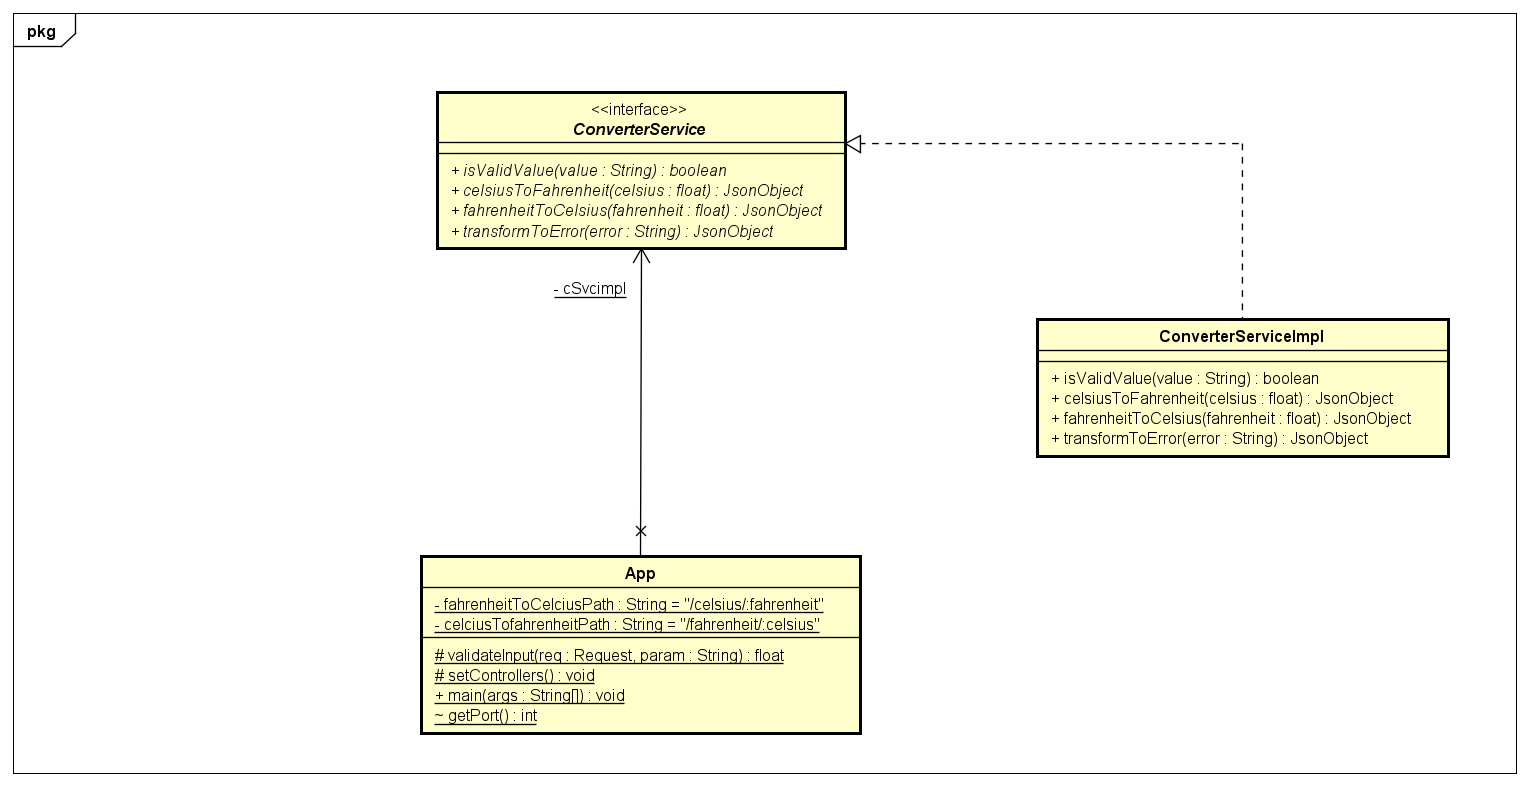 pkg
<<interface>>
ConverterService
+ isValidValue(value : String) : boolean
+ celsiusToFahrenheit(celsius : float) : JsonObject
+ fahrenheitToCelsius(fahrenheit : float) : JsonObject
+ transformToError(error : String) : JsonObject
- cSvcimpl
ConverterServiceImpl
+ isValidValue(value : String) : boolean
+ celsiusToFahrenheit(celsius : float) : JsonObject
+ fahrenheitToCelsius(fahrenheit : float) : JsonObject
+ transformToError(error : String) : JsonObject
App
- fahrenheitToCelciusPath : String = "/celsius/:fahrenheit"
- celciusTofahrenheitPath : String = "/fahrenheit/:celsius"
# validateInput(req : Request, param : String) : float
# setControllers() : void
+ main(args : String[]) : void
~ getPort() : int